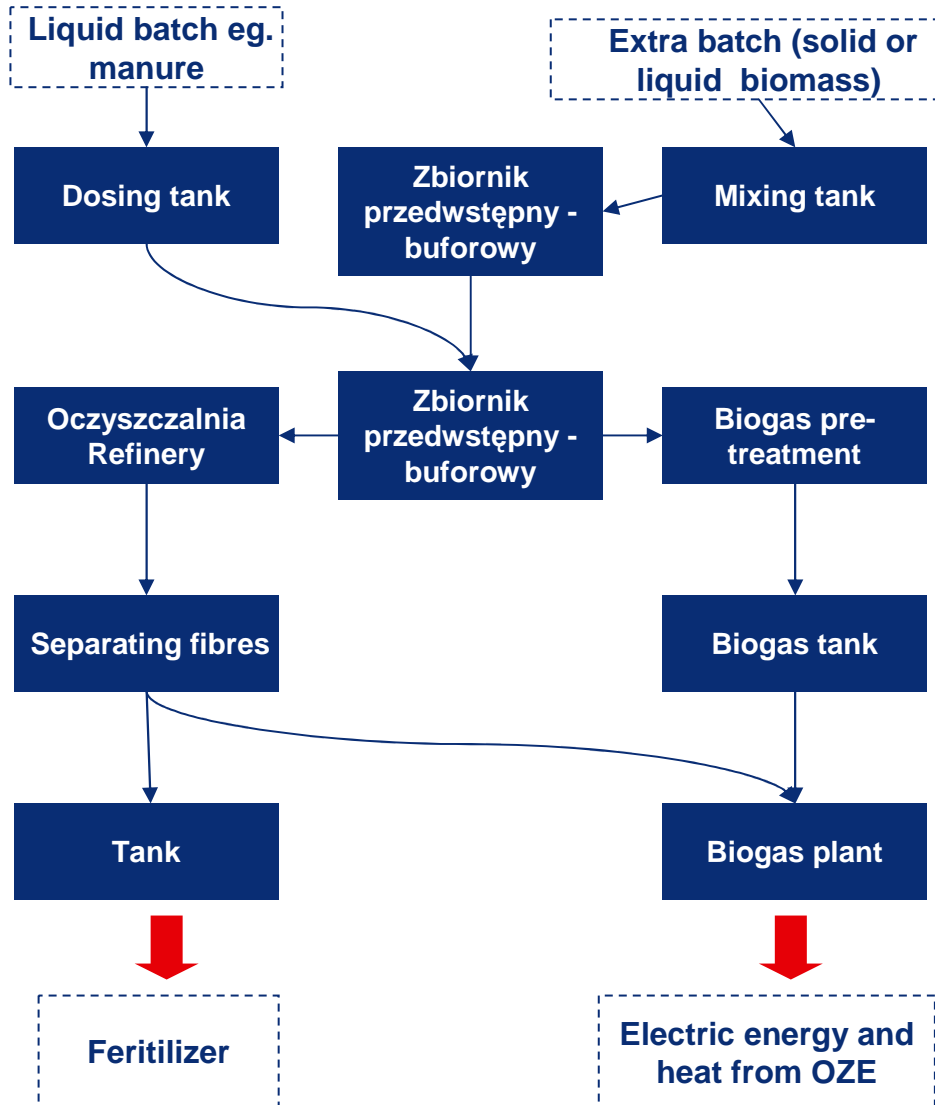 Liquid batch eg.
manure
Extra batch (solid or
liquid biomass)
Dosing tank
Zbiornik
przedwstępny -
buforowy
Mixing tank
Oczyszczalnia
Refinery
Zbiornik
przedwstępny -
buforowy
Biogas pre-
treatment
Separating fibres
Biogas tank
Tank
Biogas plant
Feritilizer
Electric energy and
heat from OZE